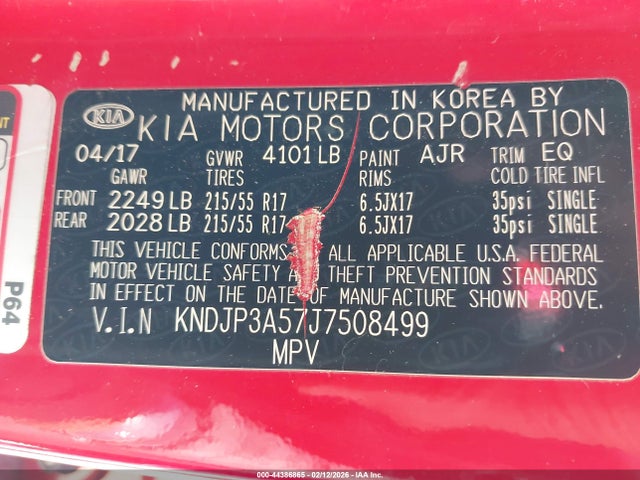 MANUFACTURED IN KOREA BY
KIA KIA MOTORS CORPORATION
04/17 GVWR 4101 LB PAINT AJR TRIM EQ
GAWR TIRES RIMS COLD TIRE INFL
FRONT 2249 LB 215/55 R17 6.5JX17 35psi SINGLE
REAR 2028 LB 215/55 R17 6.5JX17 35psi SINGLE
THIS VEHICLE CONFORMS ALL APPLICABLE U.S.A. FEDERAL
MOTOR VEHICLE SAFETY THEFT PREVENTION STANDARDS
IN EFFECT ON THE DATE OF MANUFACTURE SHOWN ABOVE.
V.I.N KNDJP3A57J7508499
MPV
P64
000-44386865 - 02/12/2026 - COPART.COM